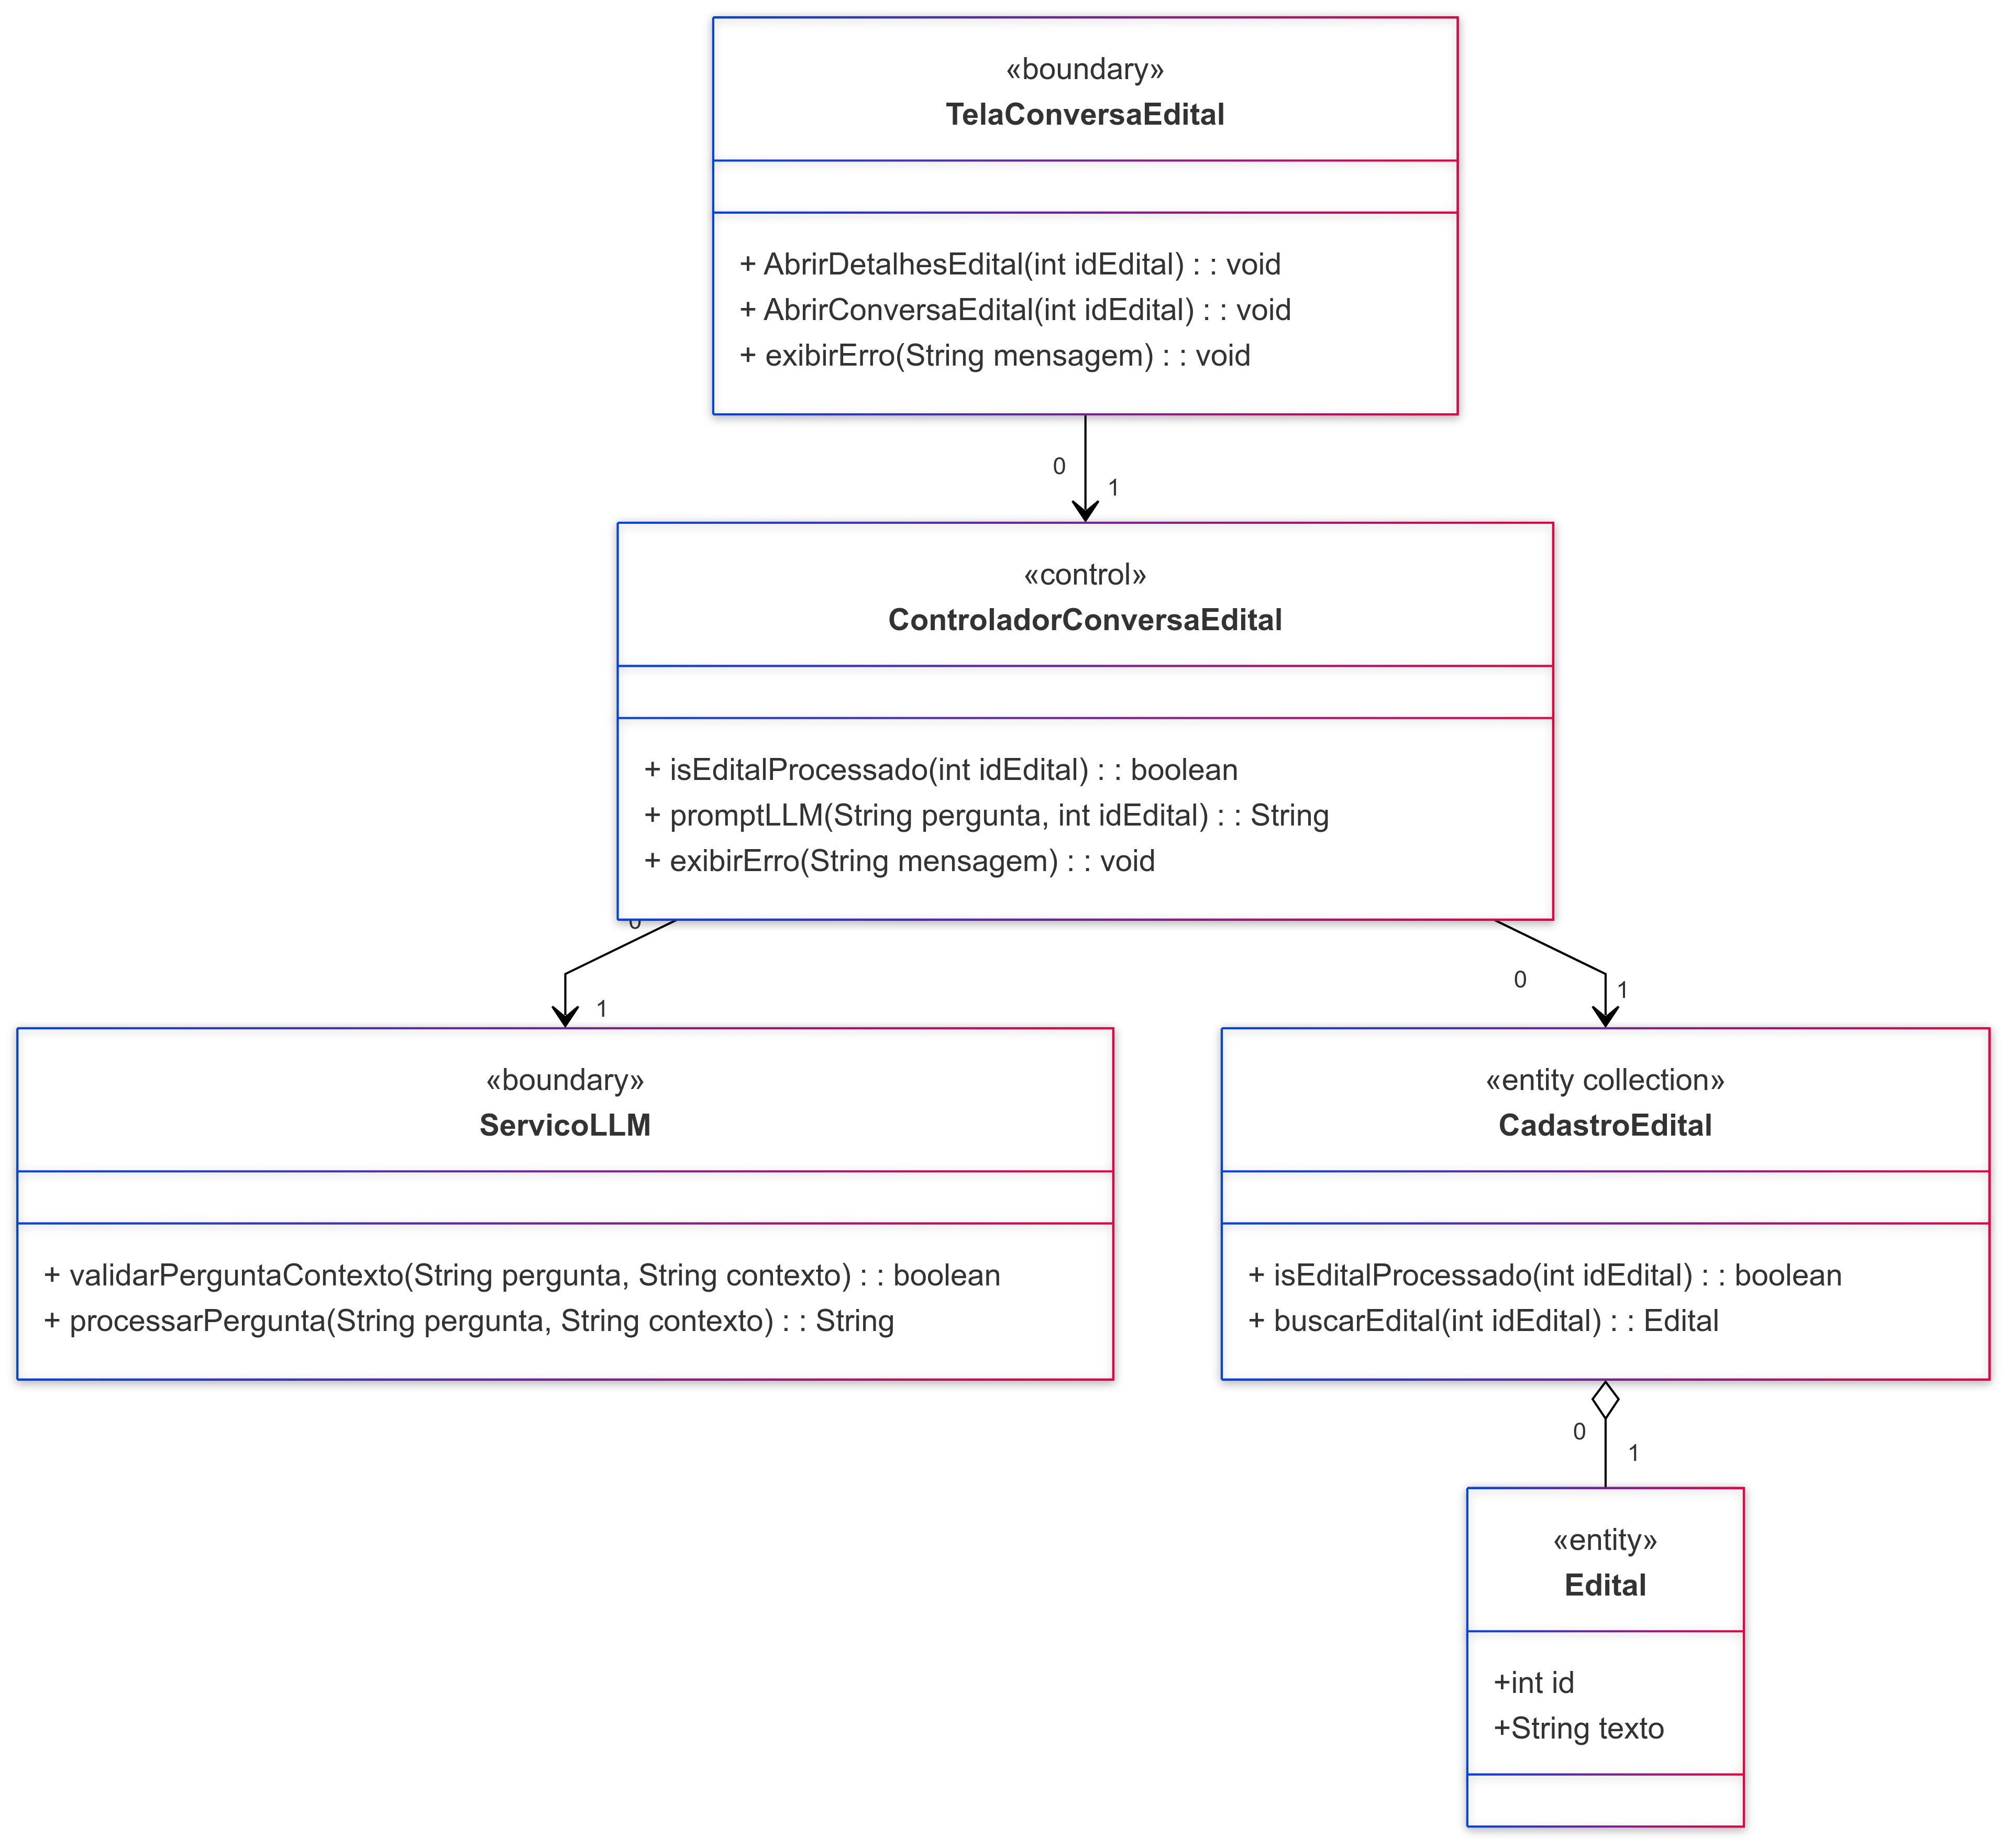 «boundary»
TelaConversaEdital
+ AbrirDetalhesEdital(int idEdital) : : void
+ AbrirConversaEdital(int idEdital) : : void
+ exibirErro(String mensagem) : : void
0
1
«control»
ControladorConversaEdital
+ isEditalProcessado(int idEdital) : : boolean
+ promptLLM(String pergunta, int idEdital) : : String
+ exibirErro(String mensagem) : : void
0
1
0
1
«boundary»
ServicoLLM
+ validarPerguntaContexto(String pergunta, String contexto) : : boolean
+ processarPergunta(String pergunta, String contexto) : : String
«entity collection»
CadastroEdital
+ isEditalProcessado(int idEdital) : : boolean
+ buscarEdital(int idEdital) : : Edital
0
1
«entity»
Edital
+int id
+String texto